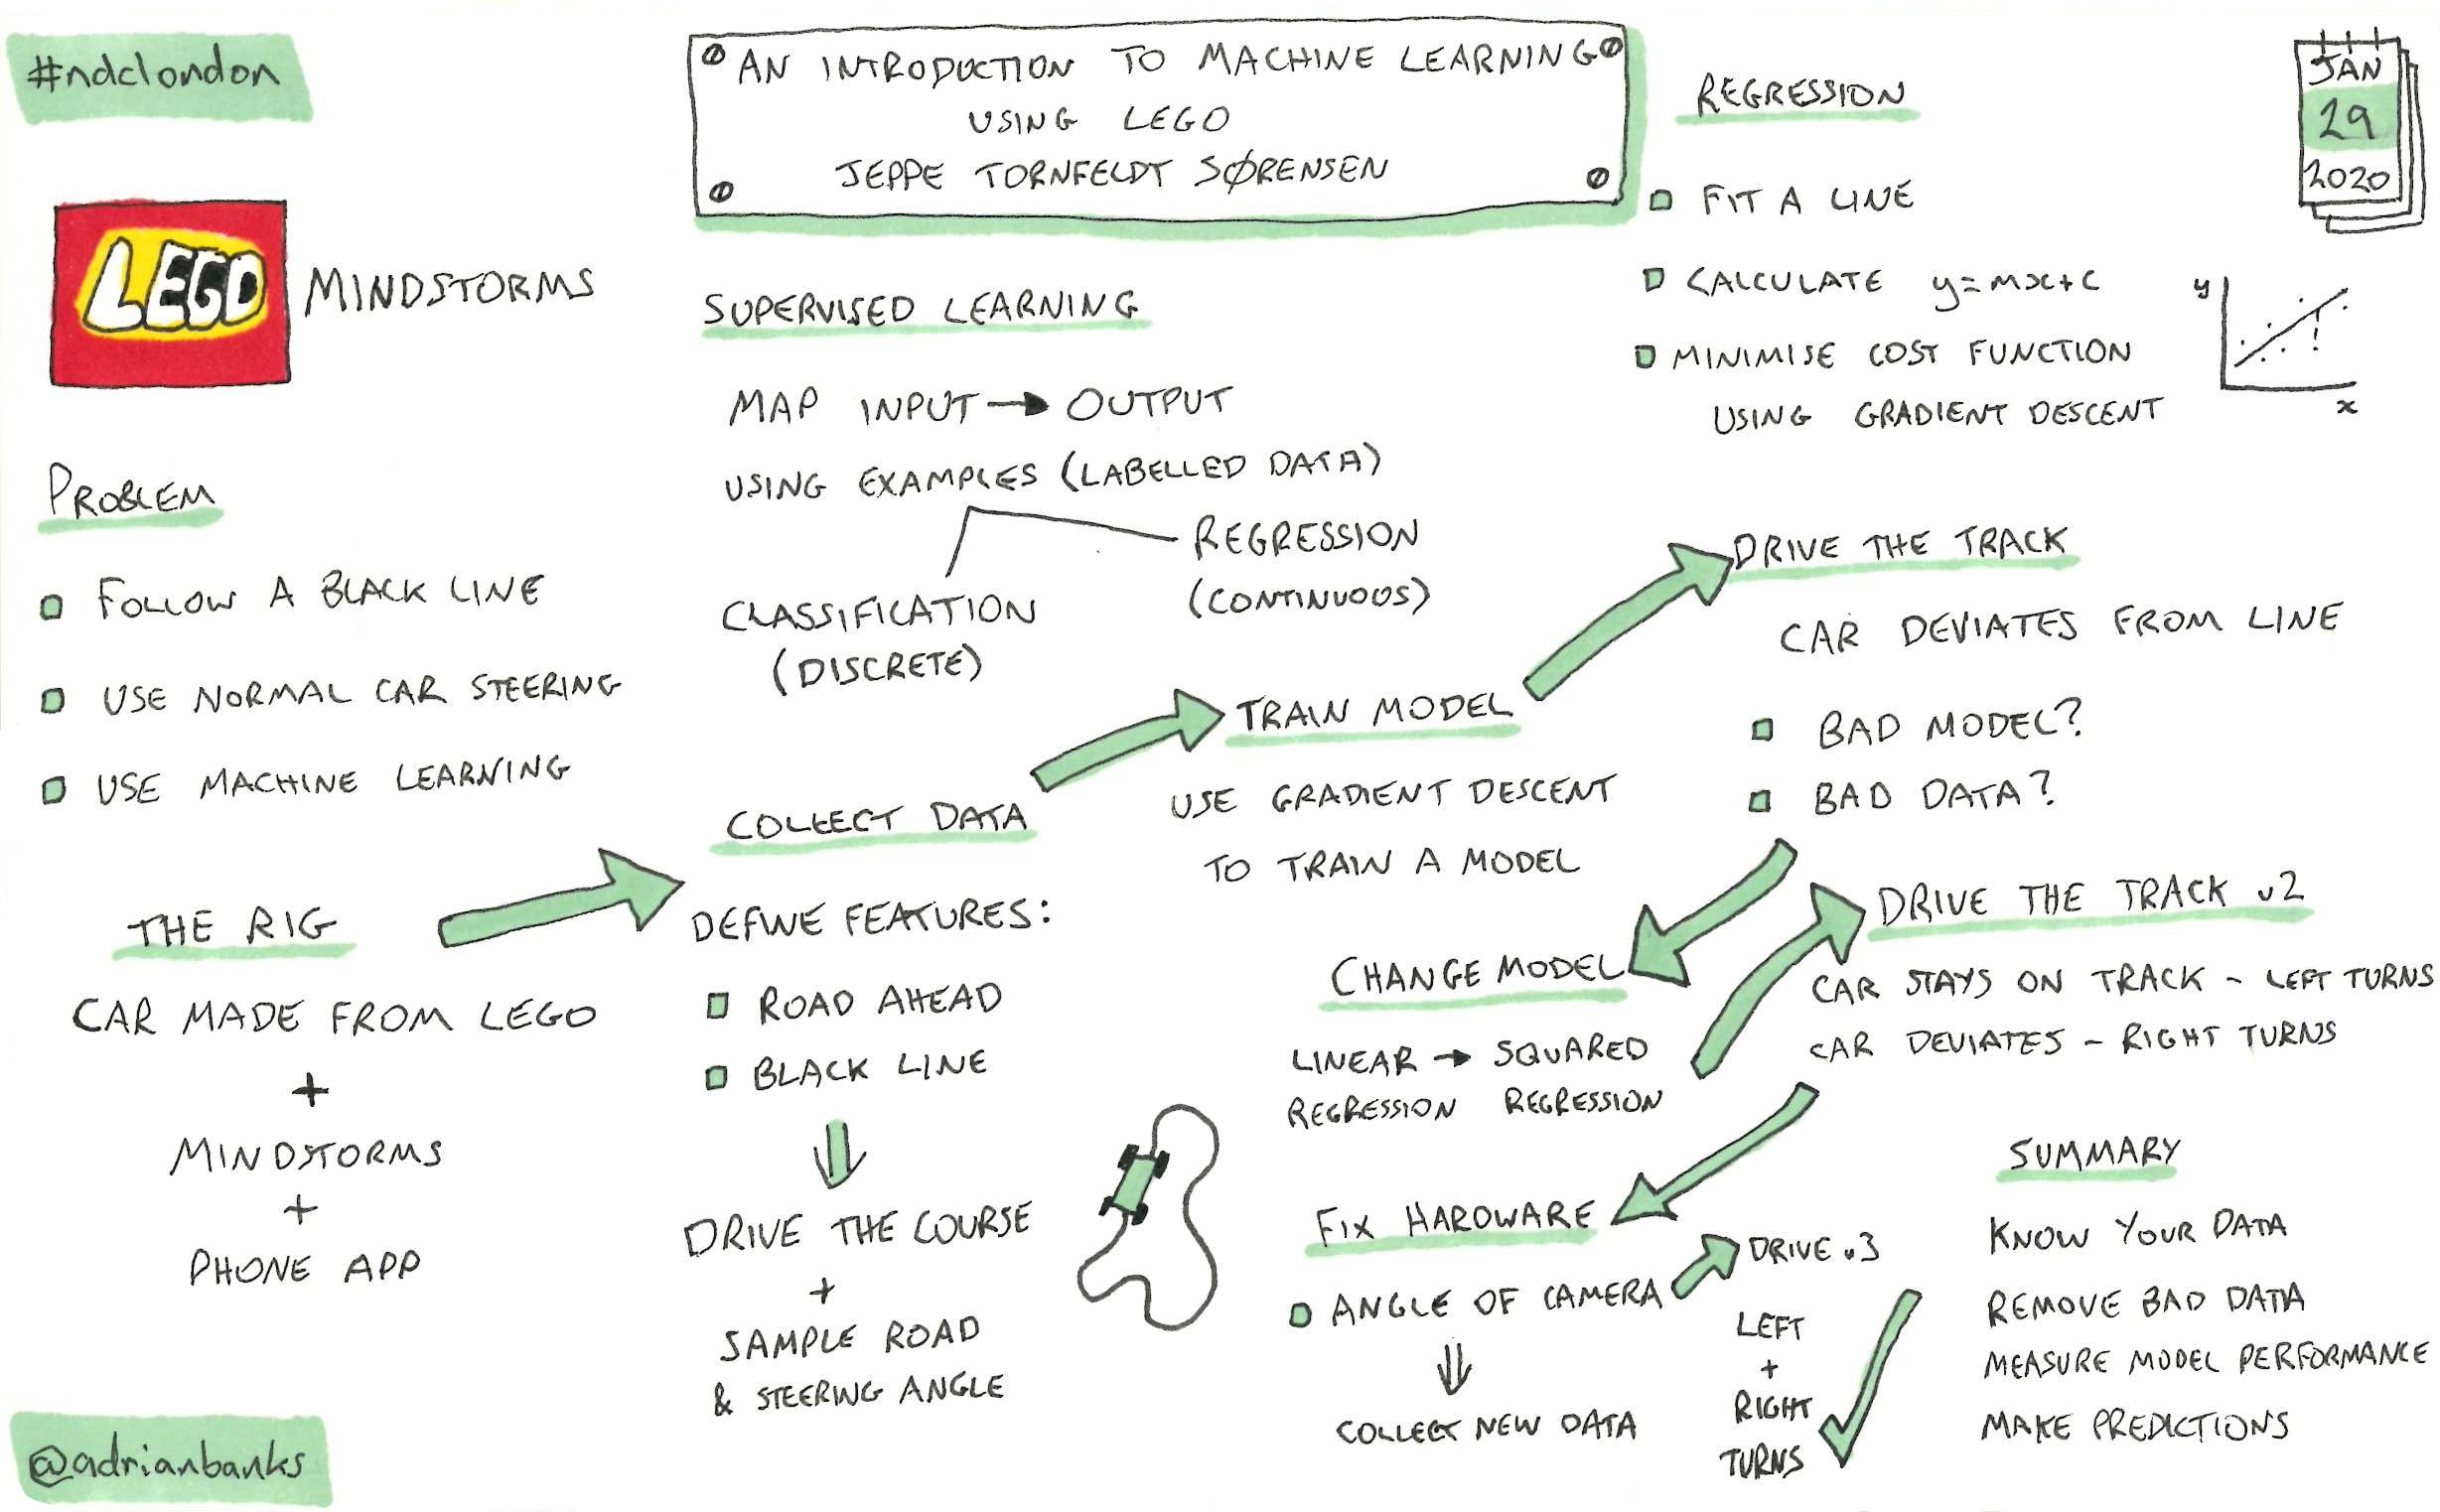 #ndclondon
AN INTRODUCTION TO MACHINE LEARNING
USING LEGO
JEPPE TORNFELDT SØRENSEN
JAN
29
2020
LEGO MINDSTORMS
PROBLEM
FOLLOW A BLACK LINE
USE NORMAL CAR STEERING
USE MACHINE LEARNING
THE RIG
CAR MADE FROM LEGO
+
MINDSTORMS
+
PHONE APP
@adrianbanks
SUPERVISED LEARNING
MAP INPUT → OUTPUT
USING EXAMPLES (LABELLED DATA)
CLASSIFICATION
(DISCRETE)
REGRESSION
(CONTINUOUS)
COLLECT DATA
DEFINE FEATURES:
ROAD AHEAD
BLACK LINE
DRIVE THE COURSE
+
SAMPLE ROAD
& STEERING ANGLE
TRAIN MODEL
USE GRADIENT DESCENT
TO TRAIN A MODEL
REGRESSION
FIT A LINE
CALCULATE y=mx+c
MINIMISE COST FUNCTION
USING GRADIENT DESCENT
y
x
DRIVE THE TRACK
CAR DEVIATES FROM LINE
BAD MODEL?
BAD DATA?
CHANGE MODEL
LINEAR → SQUARED
REGRESSION REGRESSION
DRIVE THE TRACK v2
CAR STAYS ON TRACK - LEFT TURNS
CAR DEVIATES - RIGHT TURNS
FIX HARDWARE
ANGLE OF CAMERA
COLLECT NEW DATA
DRIVE v3
LEFT
+
RIGHT
TURNS
SUMMARY
KNOW YOUR DATA
REMOVE BAD DATA
MEASURE MODEL PERFORMANCE
MAKE PREDICTIONS